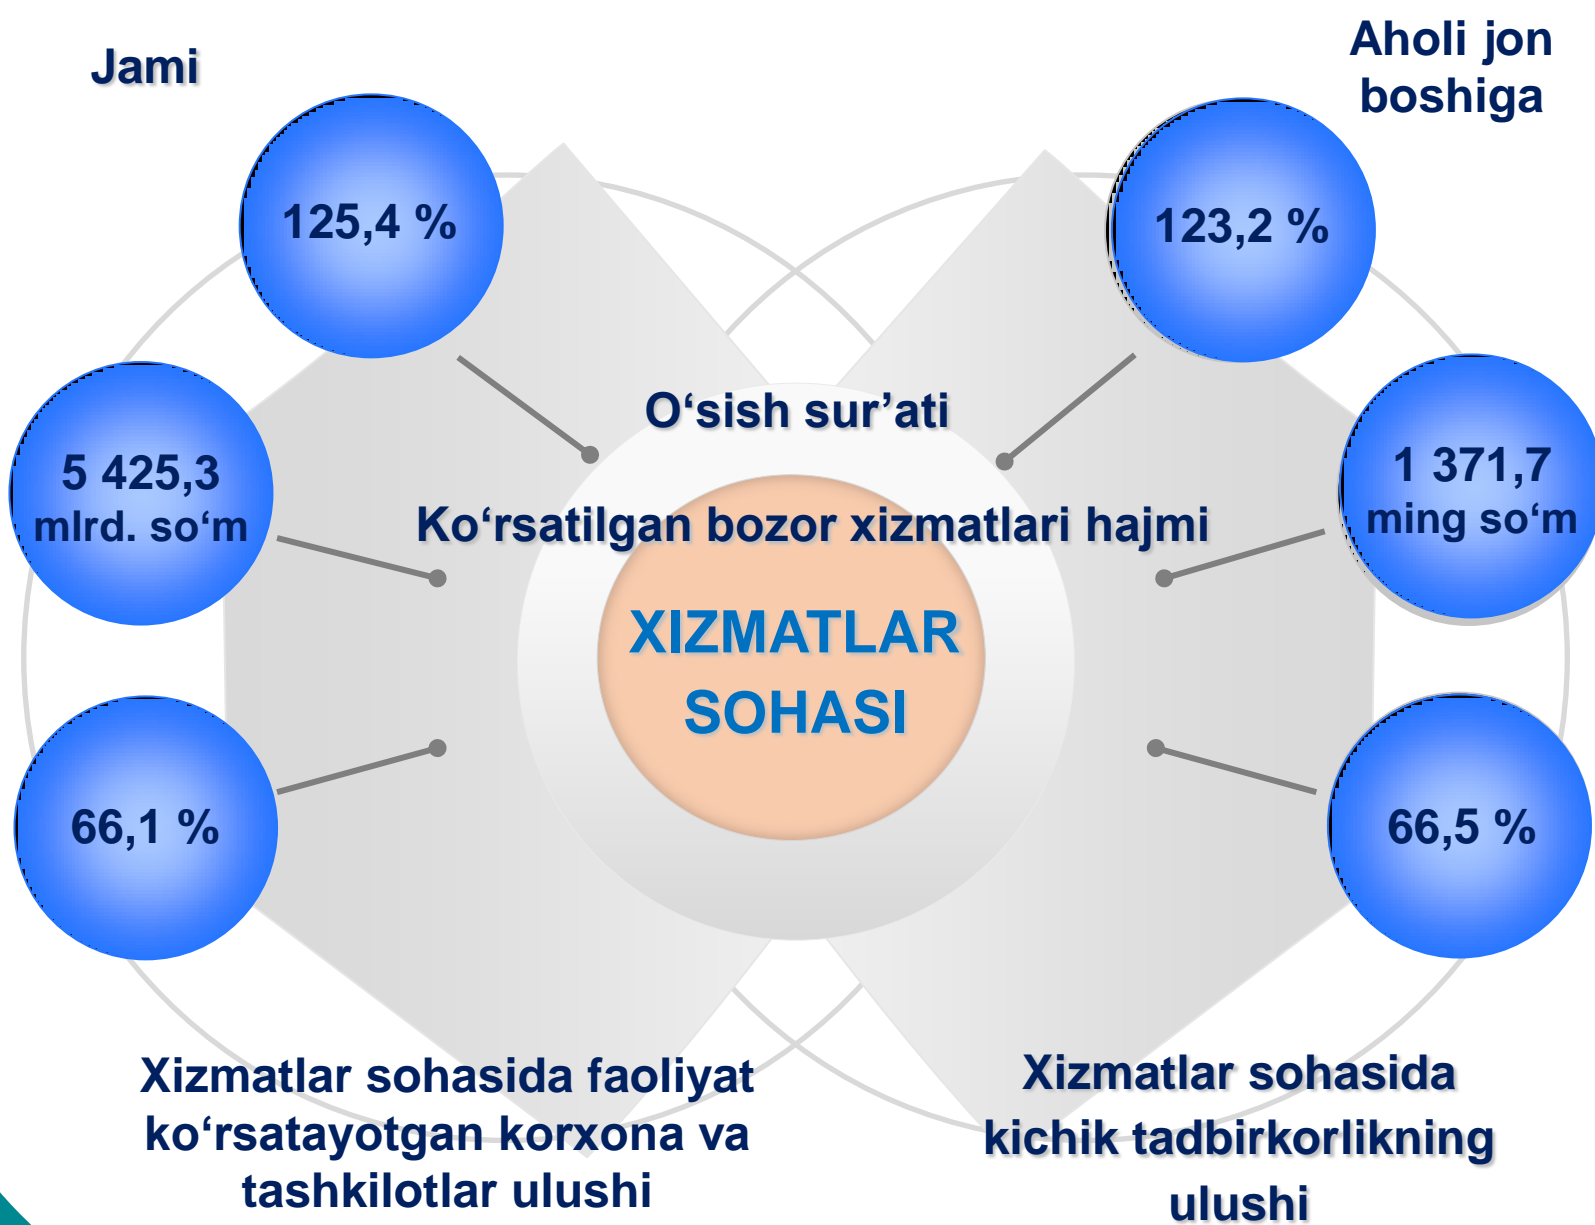 Jami
Aholi jon
boshiga
125,4 %
123,2 %
O‘sish sur’ati
5 425,3
mlrd. so‘m
1 371,7
ming so‘m
Ko‘rsatilgan bozor xizmatlari hajmi
XIZMATLAR
SOHASI
66,1 %
66,5 %
Xizmatlar sohasida faoliyat
ko‘rsatayotgan korxona va
tashkilotlar ulushi
Xizmatlar sohasida
kichik tadbirkorlikning
ulushi